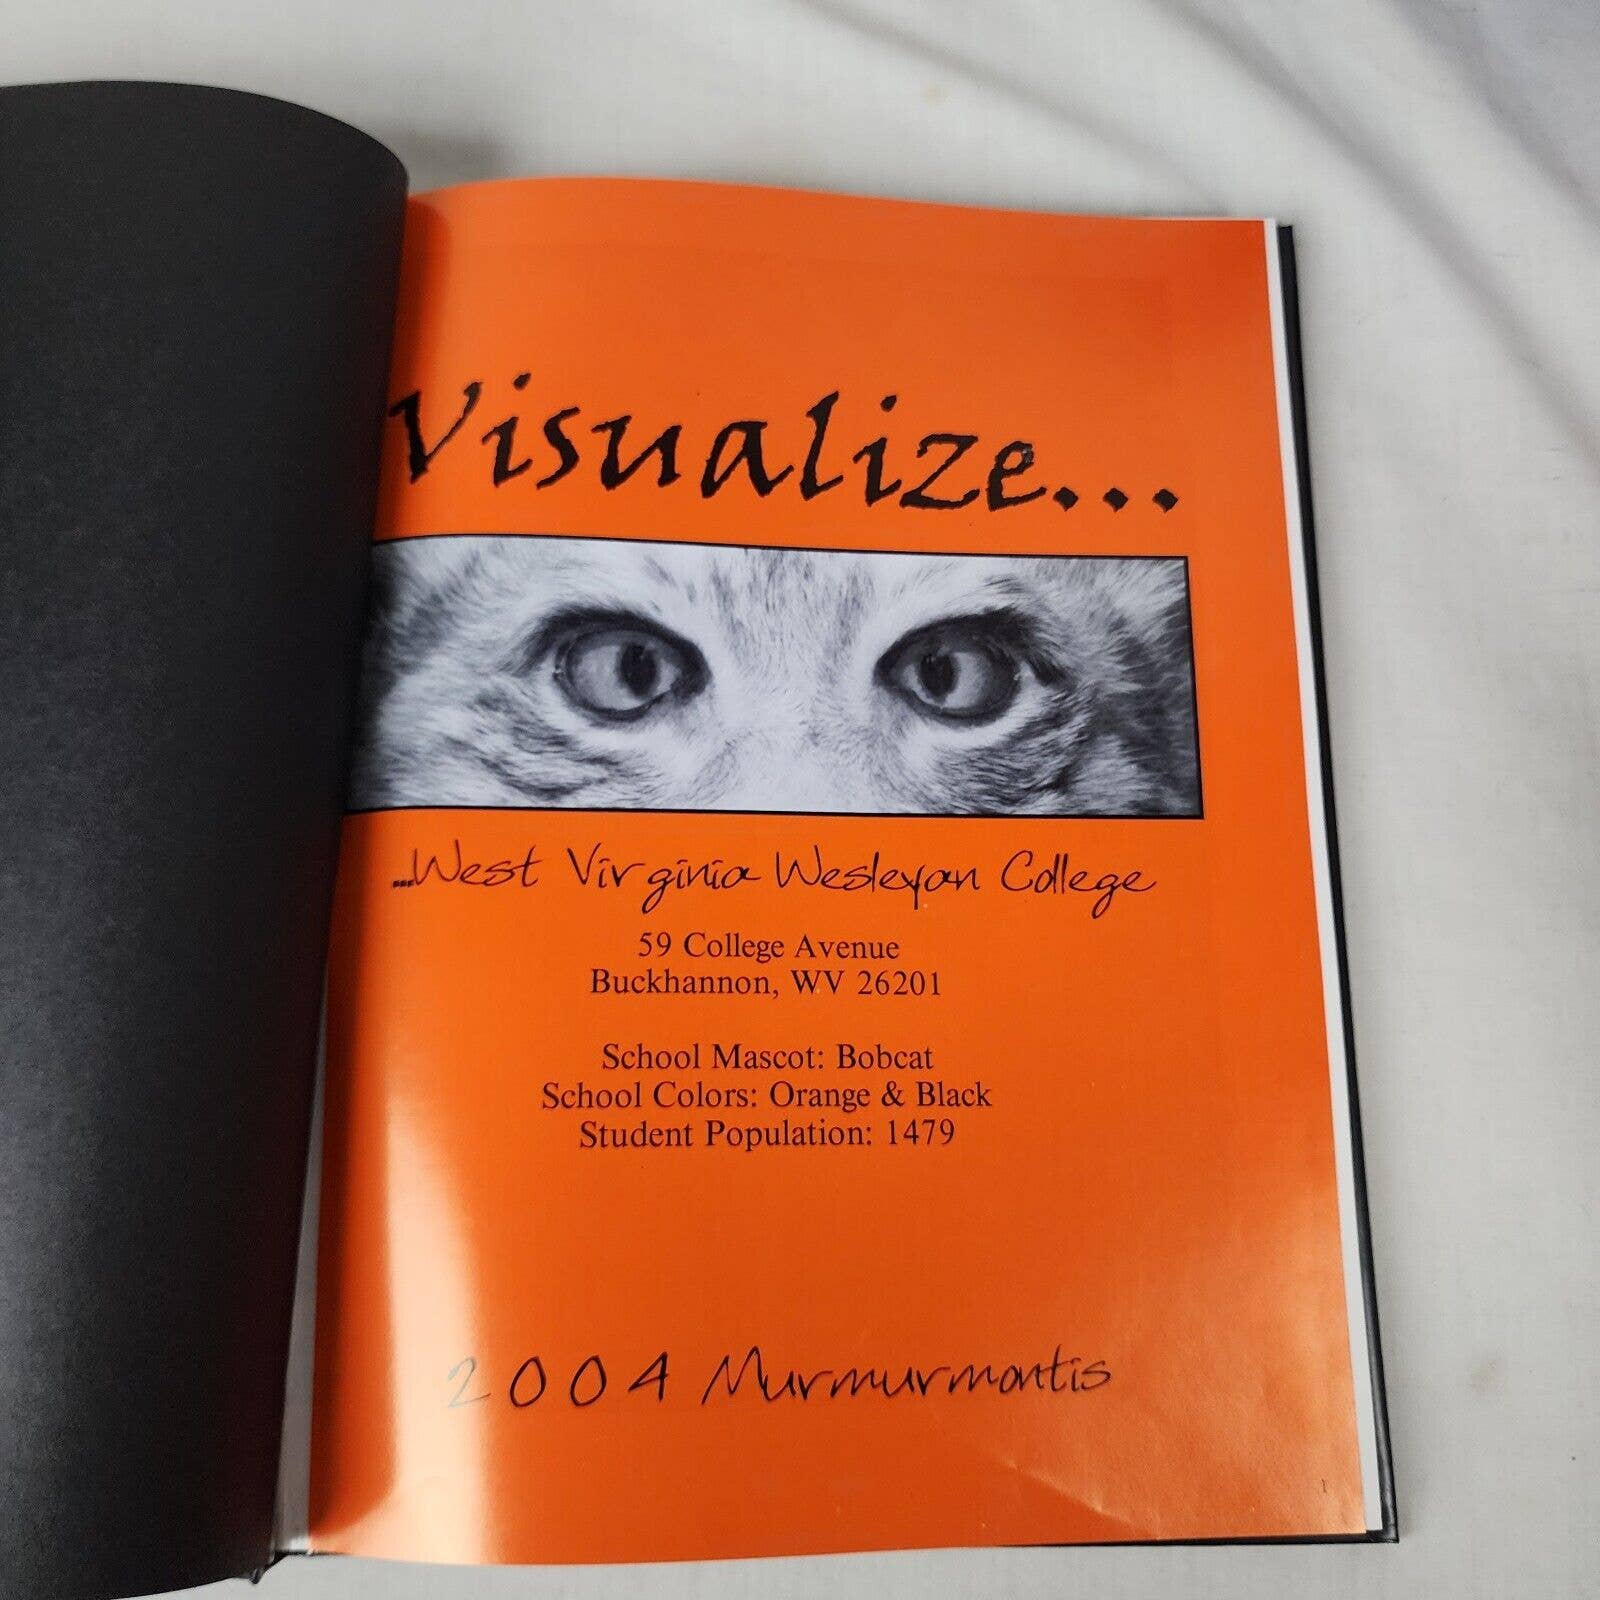 Visualize...
...West Virginia Wesleyan College
59 College Avenue
Buckhannon, WV 26201
School Mascot: Bobcat
School Colors: Orange & Black
Student Population: 1479
2004 Murmurmontis
1